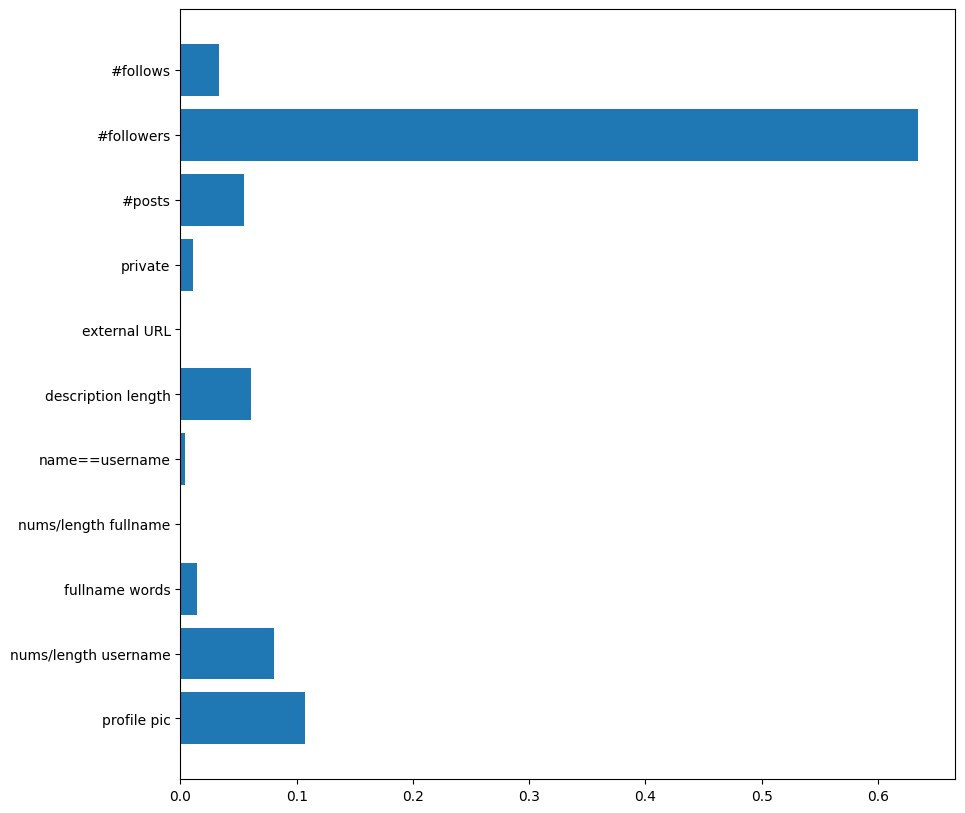 #follows
#followers
#posts
private
external URL
description length
name==username
nums/length fullname
fullname words
nums/length username
profile pic
0.0 0.1 0.2 0.3 0.4 0.5 0.6